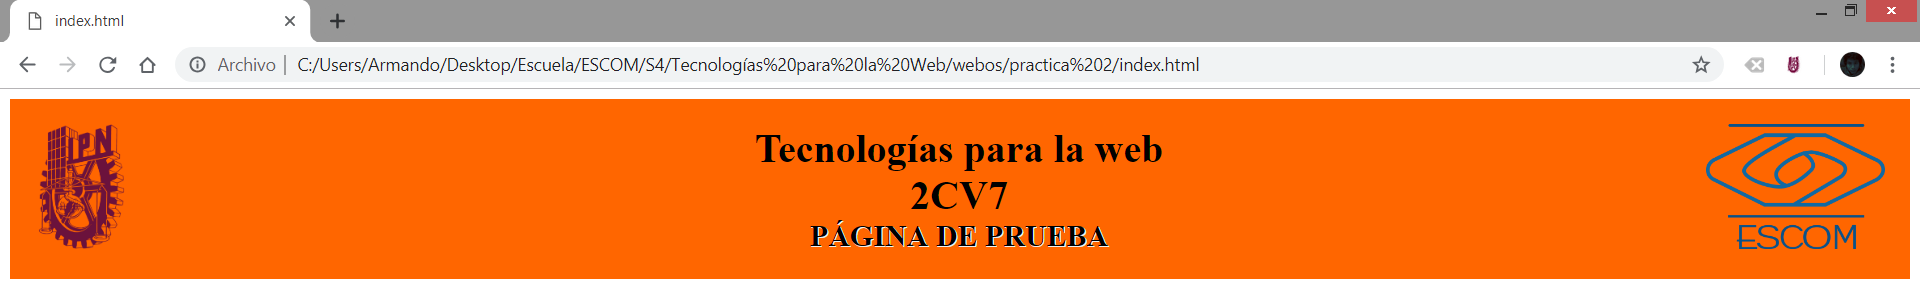 index.html
Archivo | C:/Users/Armando/Desktop/Escuela/ESCOM/S4/Tecnologías%20para%20la%20Web/webos/practica%202/index.html
IPN
Tecnologías para la web
2CV7
PÁGINA DE PRUEBA
ESCOM